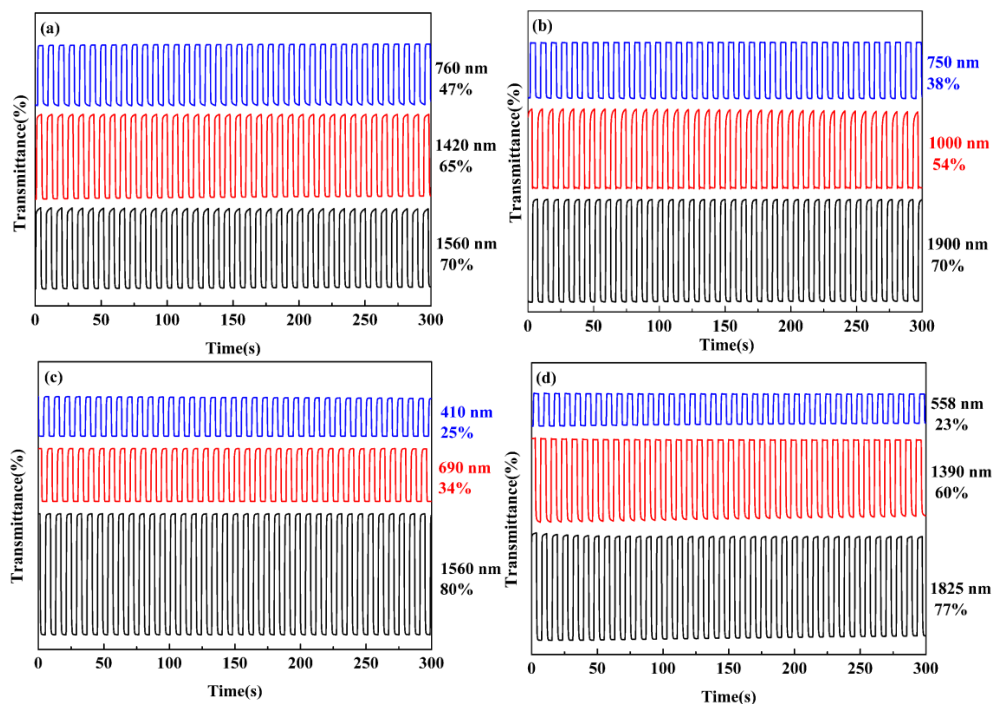 (a)
Transmittance(%)
760 nm
47%
1420 nm
65%
1560 nm
70%
0 50 100 150 200 250 300
Time(s)
(b)
Transmittance(%)
750 nm
38%
1000 nm
54%
1900 nm
70%
0 50 100 150 200 250 300
Time(s)
(c)
Transmittance(%)
410 nm
25%
690 nm
34%
1560 nm
80%
0 50 100 150 200 250 300
Time(s)
(d)
Transmittance(%)
558 nm
23%
1390 nm
60%
1825 nm
77%
0 50 100 150 200 250 300
Time(s)